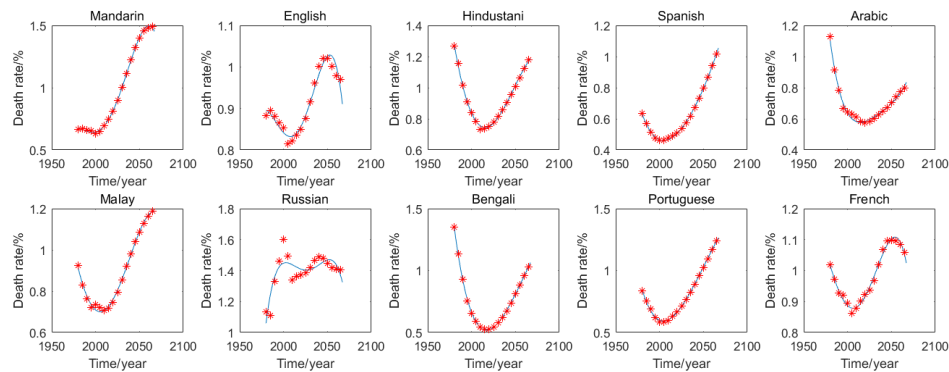 Mandarin
Death rate/%
1.5
1
0.5
1950 2000 2050 2100
Time/year
English
Death rate/%
1.1
1
0.9
0.8
1950 2000 2050 2100
Time/year
Hindustani
Death rate/%
1.4
1.2
1
0.8
0.6
1950 2000 2050 2100
Time/year
Spanish
Death rate/%
1.2
1
0.8
0.6
0.4
1950 2000 2050 2100
Time/year
Arabic
Death rate/%
1.2
1
0.8
0.6
0.4
1950 2000 2050 2100
Time/year
Malay
Death rate/%
1.2
1
0.8
0.6
1950 2000 2050 2100
Time/year
Russian
Death rate/%
1.8
1.6
1.4
1.2
1
1950 2000 2050 2100
Time/year
Bengali
Death rate/%
1.5
1
0.5
1950 2000 2050 2100
Time/year
Portuguese
Death rate/%
1.5
1
0.5
1950 2000 2050 2100
Time/year
French
Death rate/%
1.2
1.1
1
0.9
0.8
1950 2000 2050 2100
Time/year